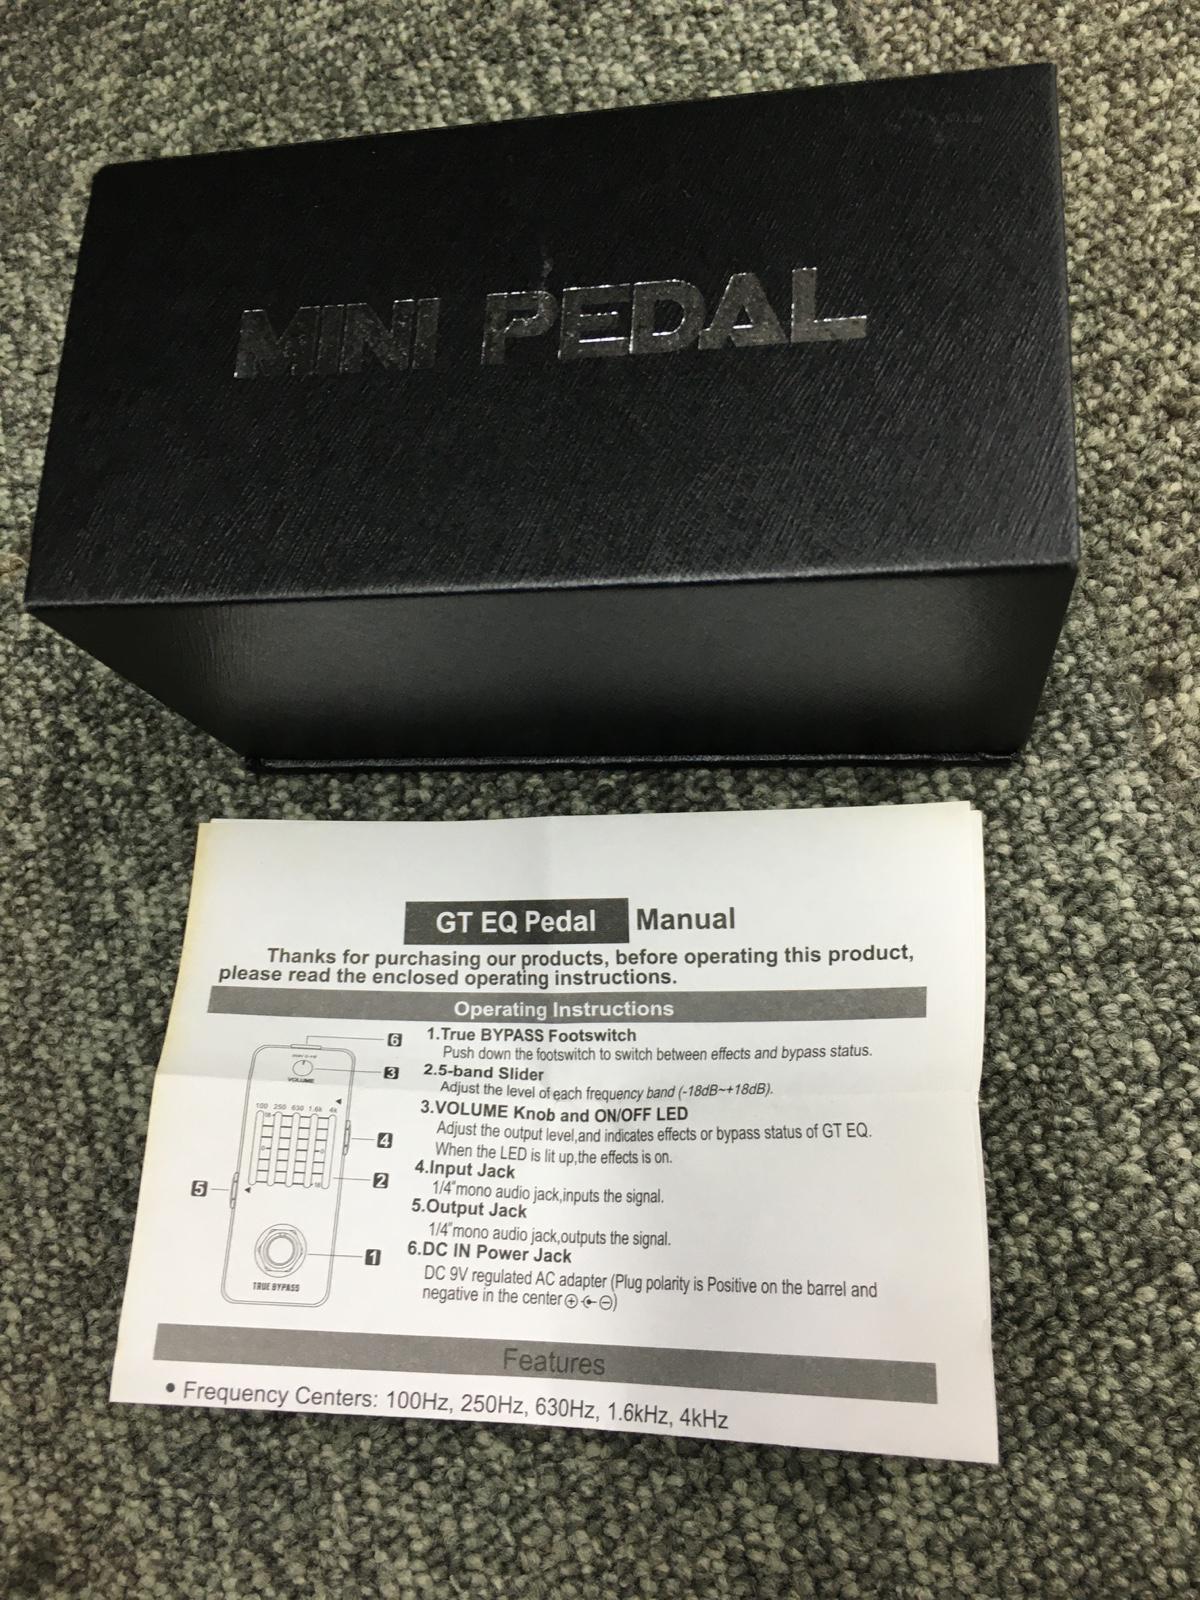 MINI PEDAL
GT EQ Pedal Manual
Thanks for purchasing our products, before operating this product,
please read the enclosed operating instructions.
Operating Instructions
6
3
VOLUME
100 250 630 1.6k 4k
4
2
5
1
TRUE BYPASS
1.True BYPASS Footswitch
Push down the footswitch to switch between effects and bypass status.
2.5-band Slider
Adjust the level of each frequency band (-18dB~+18dB).
3.VOLUME Knob and ON/OFF LED
Adjust the output level,and indicates effects or bypass status of GT EQ.
When the LED is lit up,the effects is on.
4.Input Jack
1/4"mono audio jack,inputs the signal.
5.Output Jack
1/4"mono audio jack,outputs the signal.
6.DC IN Power Jack
DC 9V regulated AC adapter (Plug polarity is Positive on the barrel and
negative in the center⊕-⊖)
Features
• Frequency Centers: 100Hz, 250Hz, 630Hz, 1.6kHz, 4kHz